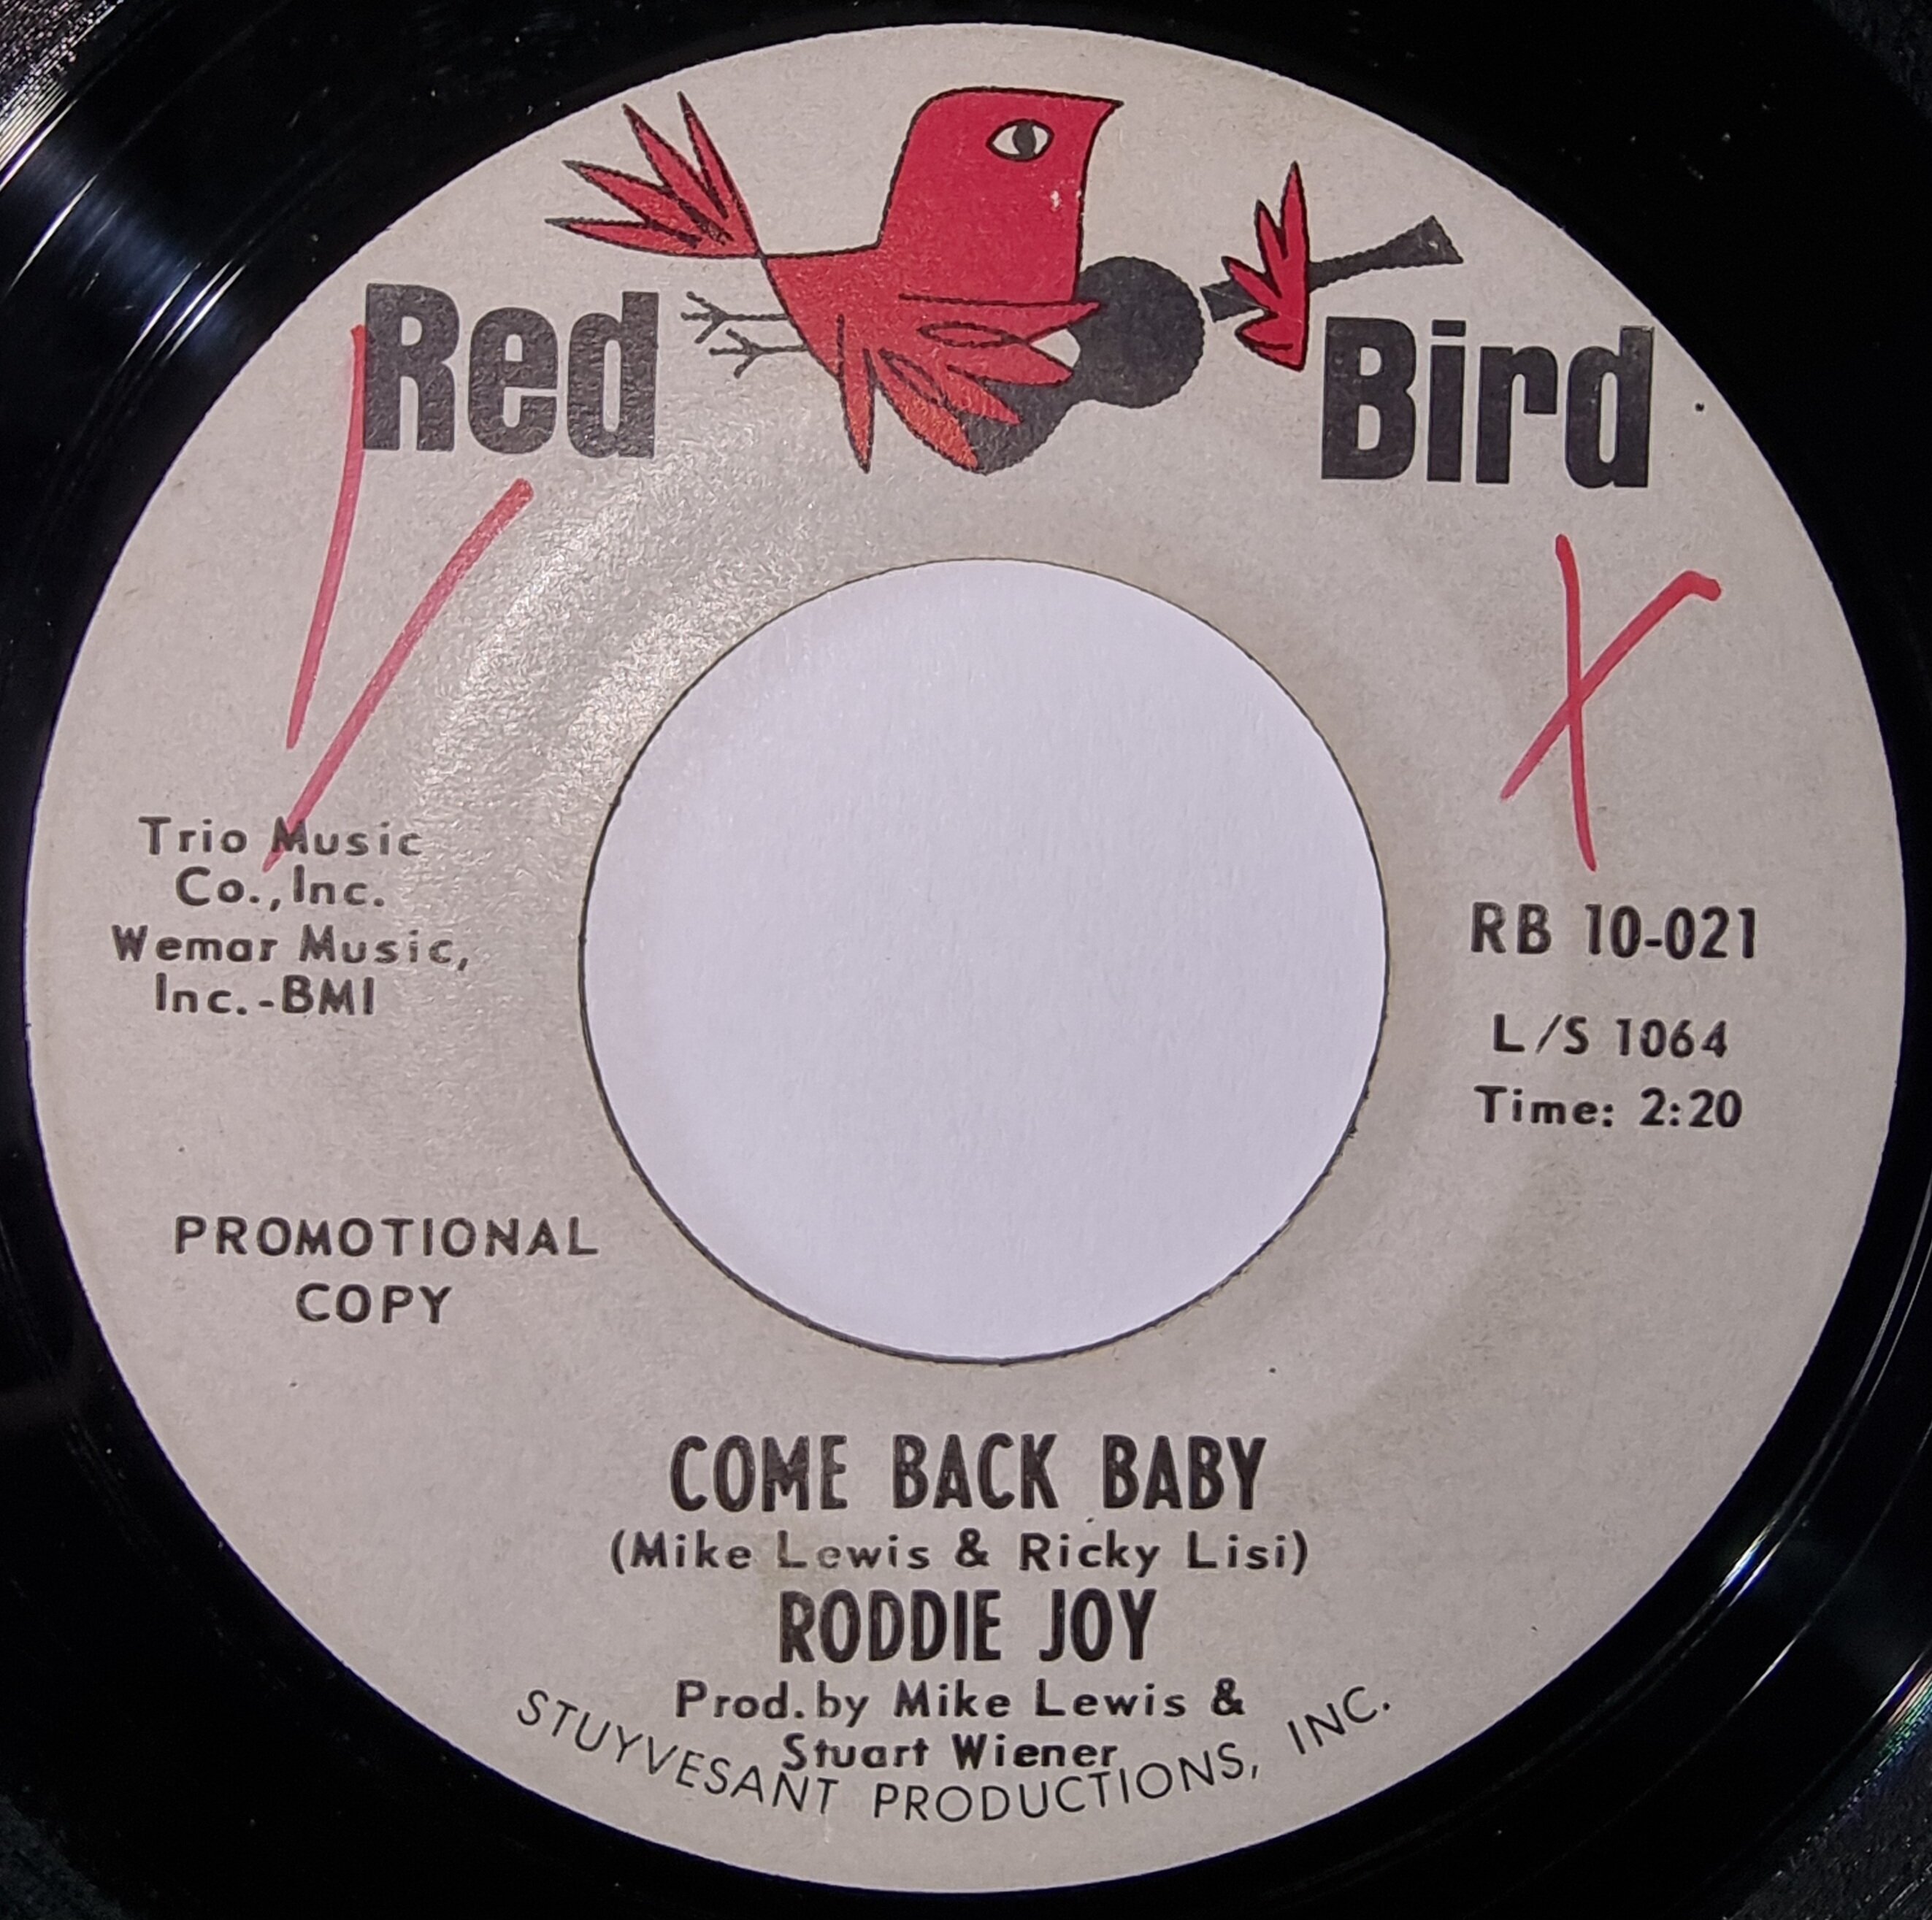 Red Bird
Trio Music
Co., Inc.
Wemar Music,
Inc.-BMI
RB 10-021
L/S 1064
Time: 2:20
PROMOTIONAL
COPY
COME BACK BABY
(Mike Lewis & Ricky Lisi)
RODDIE JOY
Prod. by Mike Lewis &
Stuart Wiener
STUYVESANT PRODUCTIONS, INC.